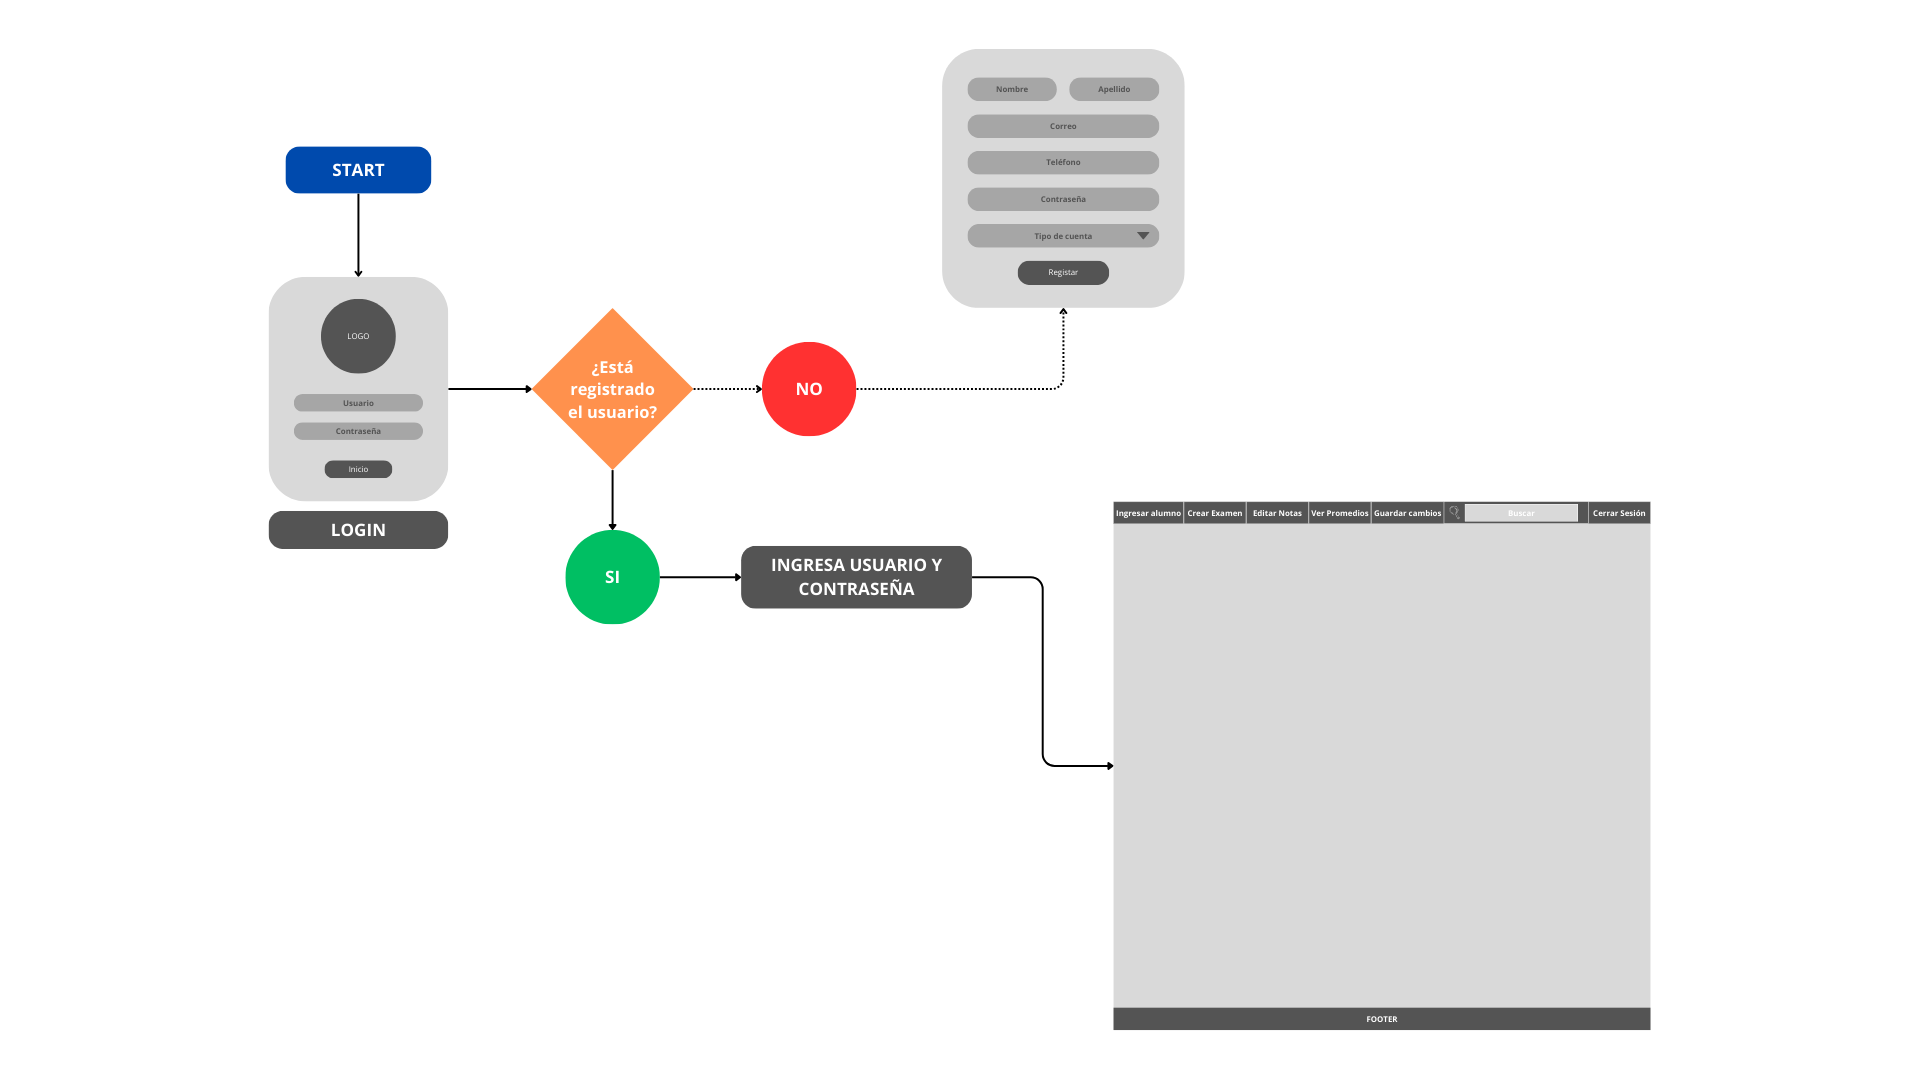 START
LOGO
Usuario
Contraseña
Inicio
LOGIN
¿Está
registrado
el usuario?
NO
Nombre
Apellido
Correo
Teléfono
Contraseña
Tipo de cuenta
Registar
SI
INGRESA USUARIO Y
CONTRASEÑA
Ingresar alumno
Crear Examen
Editar Notas
Ver Promedios
Guardar cambios
Buscar
Cerrar Sesión
FOOTER